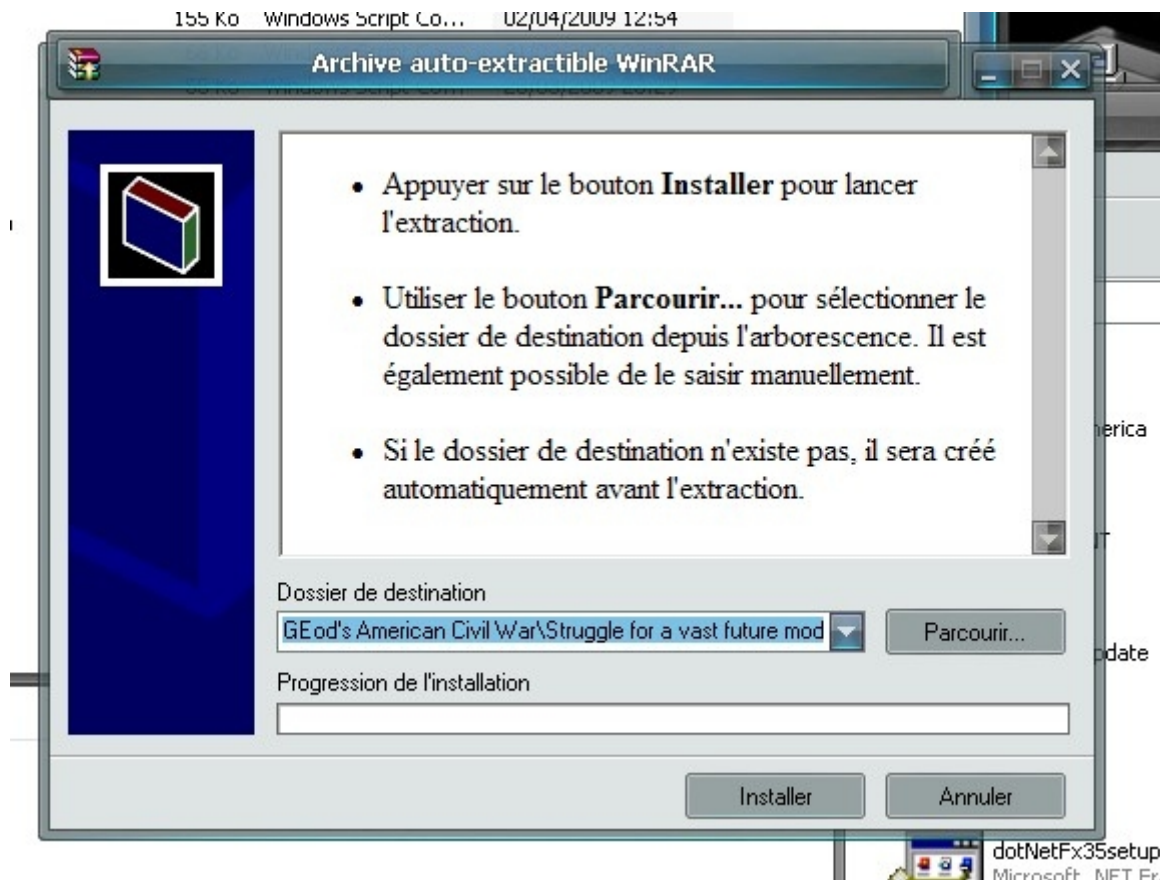 155 Ko Windows Script Co... 02/04/2009 12:54
Archive auto-extractible WinRAR
• Appuyer sur le bouton Installer pour lancer
l'extraction.
• Utiliser le bouton Parcourir... pour sélectionner le
dossier de destination depuis l'arborescence. Il est
également possible de le saisir manuellement.
• Si le dossier de destination n'existe pas, il sera créé
automatiquement avant l'extraction.
Dossier de destination
GEod's American Civil War\Struggle for a vast future mod
Parcourir...
Progression de l'installation
Installer
Annuler
dotNetFx35setup
Microsoft .NET Fr